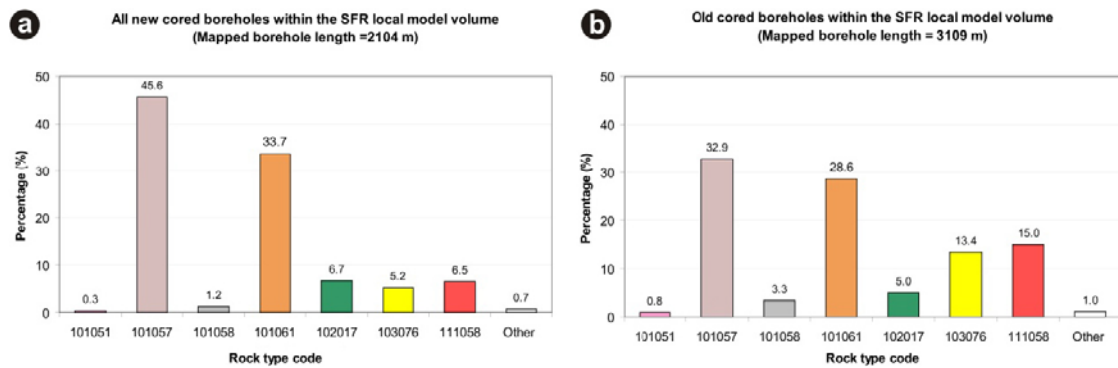 a
All new cored boreholes within the SFR local model volume
(Mapped borehole length =2104 m)
Percentage (%)
50
40
30
20
10
0
0.3
45.6
1.2
33.7
6.7
5.2
6.5
0.7
101051 101057 101058 101061 102017 103076 111058 Other
Rock type code
b
Old cored boreholes within the SFR local model volume
(Mapped borehole length = 3109 m)
Percentage (%)
50
40
30
20
10
0
0.8
32.9
3.3
28.6
5.0
13.4
15.0
1.0
101051 101057 101058 101061 102017 103076 111058 Other
Rock type code